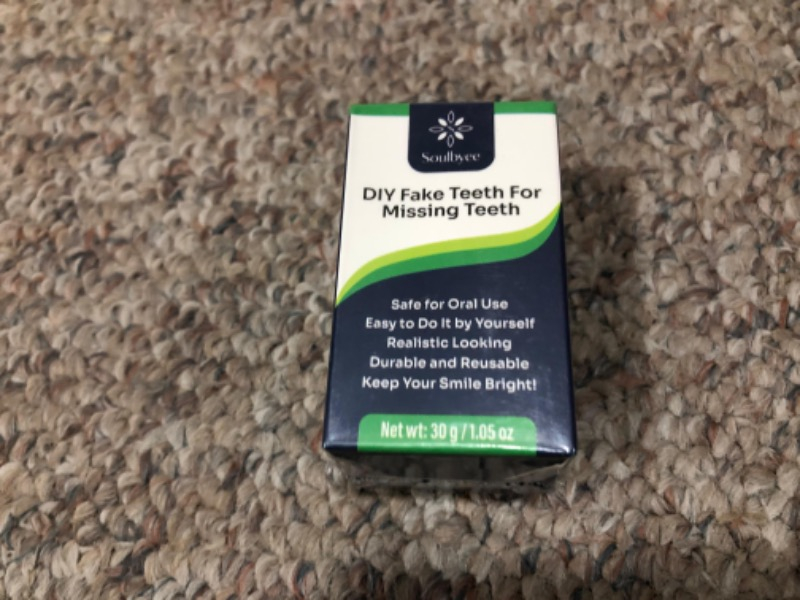 Soulbyee
DIY Fake Teeth For
Missing Teeth
Safe for Oral Use
Easy to Do It by Yourself
Realistic Looking
Durable and Reusable
Keep Your Smile Bright!
Net wt: 30 g / 1.05 oz